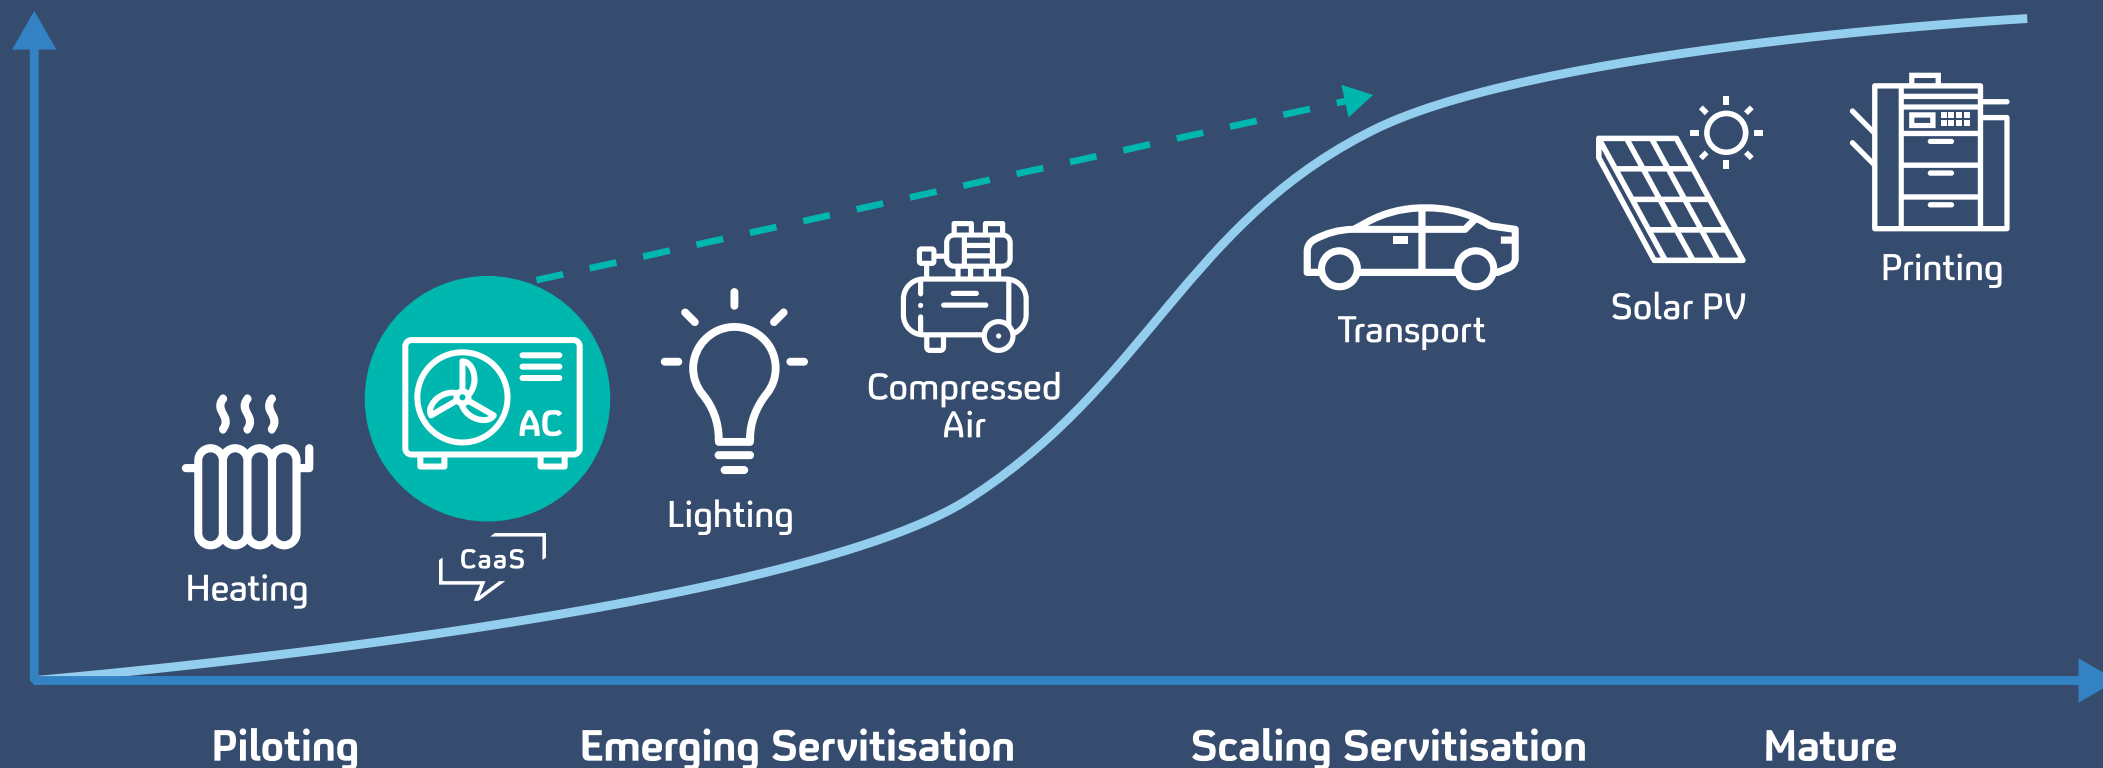 AC
CaaS
Heating
Lighting
Compressed
Air
Transport
Solar PV
Printing
Piloting
Emerging Servitisation
Scaling Servitisation
Mature